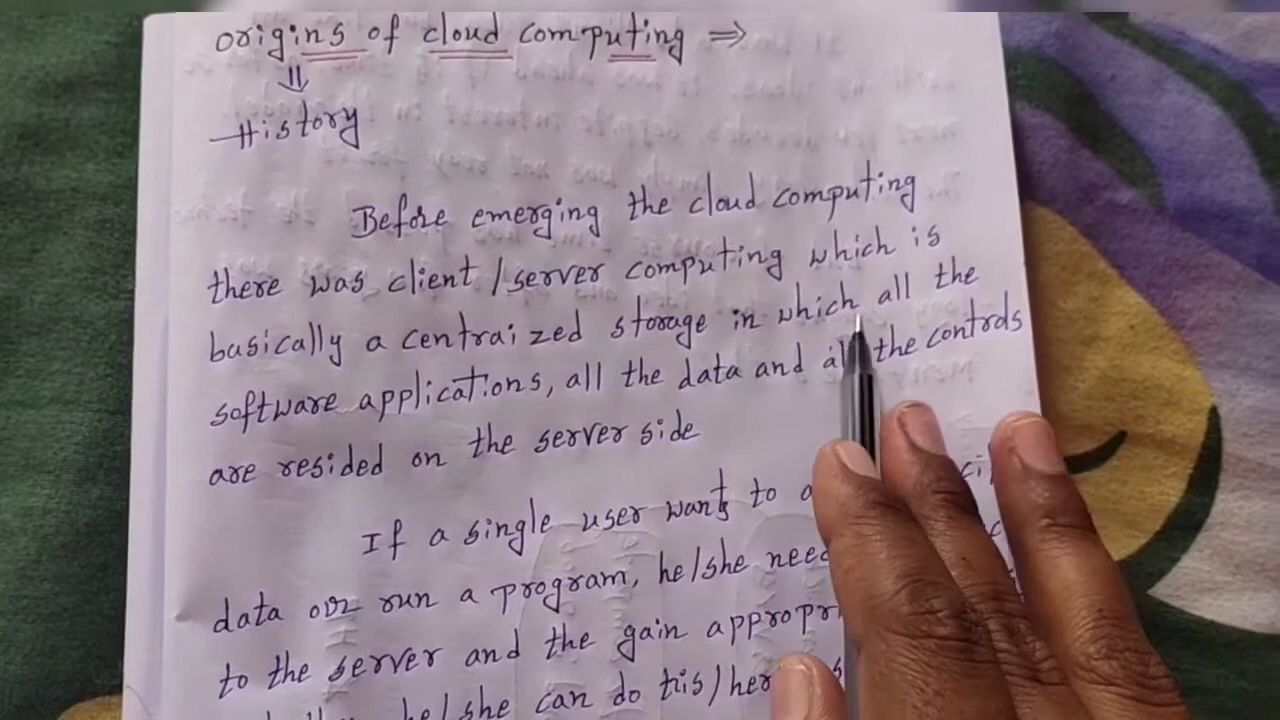 origins of cloud computing ⇒
⇓
History
Before emerging the cloud computing
there was client/server computing which is
basically a centraized storage in which all the
software applications, all the data and all the controls
are resided on the server side
If a single user wants to
data or run a program, he/she need
to the server and the gain
he/she can do his/her